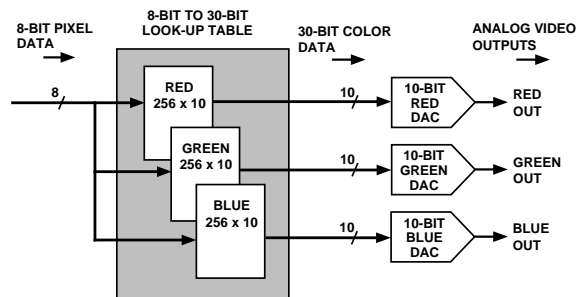 8-BIT PIXEL
DATA
8-BIT TO 30-BIT
LOOK-UP TABLE
30-BIT COLOR
DATA
ANALOG VIDEO
OUTPUTS
8
RED
256 x 10
10
10-BIT
RED
DAC
RED
OUT
GREEN
256 x 10
10
10-BIT
GREEN
DAC
GREEN
OUT
BLUE
256 x 10
10
10-BIT
BLUE
DAC
BLUE
OUT